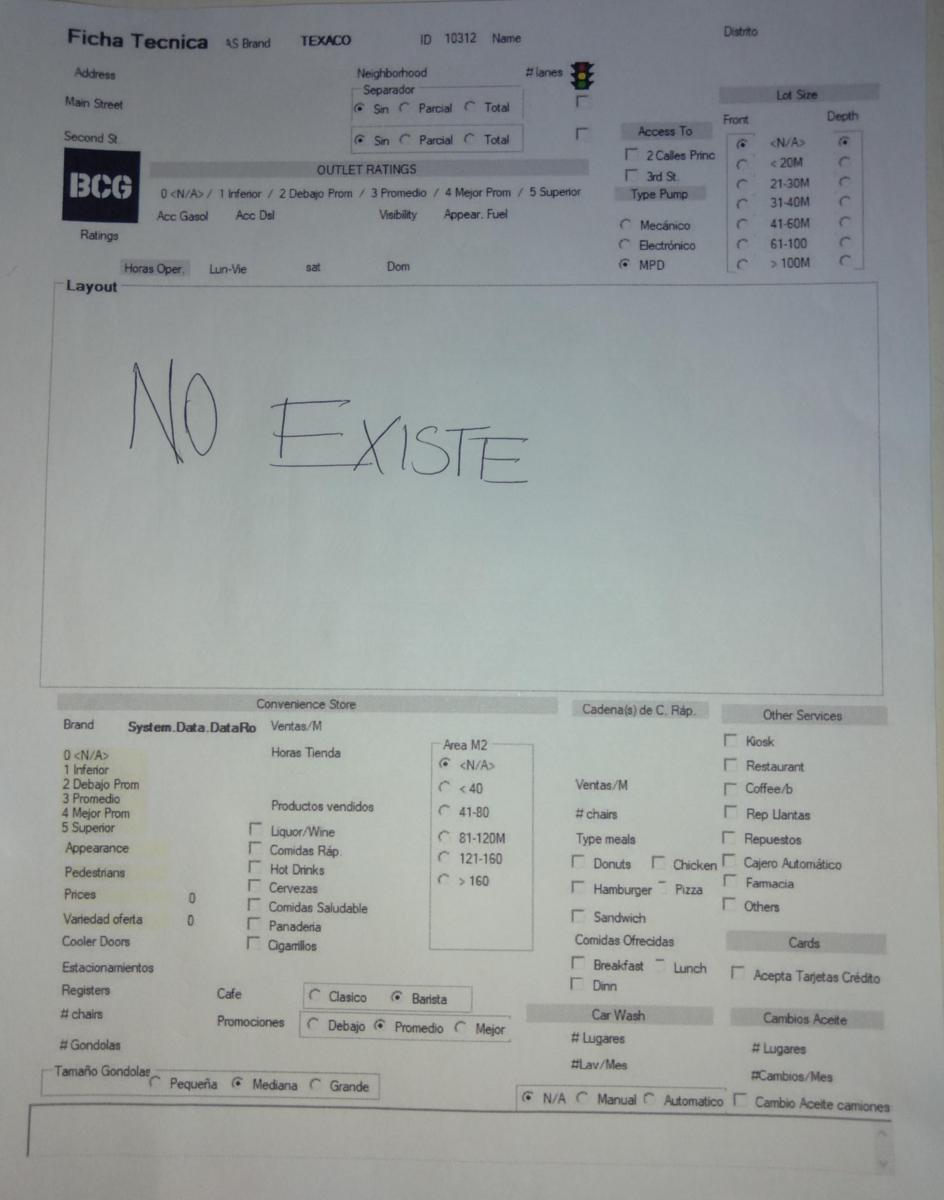 Ficha Tecnica AS Brand TEXACO ID 10312 Name Distrito
Address Neighborhood # lanes
Main Street Separador Sin Parcial Total
Second St. Sin Parcial Total
Lot Size
Front Depth
<N/A>
< 20M
21-30M
31-40M
41-60M
61-100
> 100M
Access To
2 Calles Princ
3rd St.
Type Pump
Mecánico
Electrónico
MPD
BCG
Ratings
OUTLET RATINGS
0 <N/A> / 1 Inferior / 2 Debajo Prom / 3 Promedio / 4 Mejor Prom / 5 Superior
Acc Gasol Acc Dsl Visibility Appear. Fuel
Horas Oper. Lun-Vie sat Dom
Layout
NO EXISTE
Convenience Store
Brand System.Data.DataRo Ventas/M
Horas Tienda
0 <N/A>
1 Inferior
2 Debajo Prom
3 Promedio
4 Mejor Prom
5 Superior
Appearance
Pedestrians
Prices 0
Variedad oferta 0
Cooler Doors
Estacionamientos
Registers
# chairs
# Gondolas
Productos vendidos
Liquor/Wine
Comidas Ráp.
Hot Drinks
Cervezas
Comidas Saludable
Panaderia
Cigarrillos
Area M2
<N/A>
< 40
41-80
81-120M
121-160
> 160
Cafe Clasico Barista
Promociones Debajo Promedio Mejor
Tamaño Gondolas Pequeña Mediana Grande
Cadena(s) de C. Ráp.
Ventas/M
# chairs
Type meals
Donuts Chicken
Hamburger Pizza
Sandwich
Comidas Ofrecidas
Breakfast Lunch
Dinn
Other Services
Kiosk
Restaurant
Coffee/b
Rep Llantas
Repuestos
Cajero Automático
Farmacia
Others
Cards
Acepta Tarjetas Crédito
Car Wash
# Lugares
#Lav/Mes
N/A Manual Automatico
Cambios Aceite
# Lugares
#Cambios/Mes
Cambio Aceite camiones